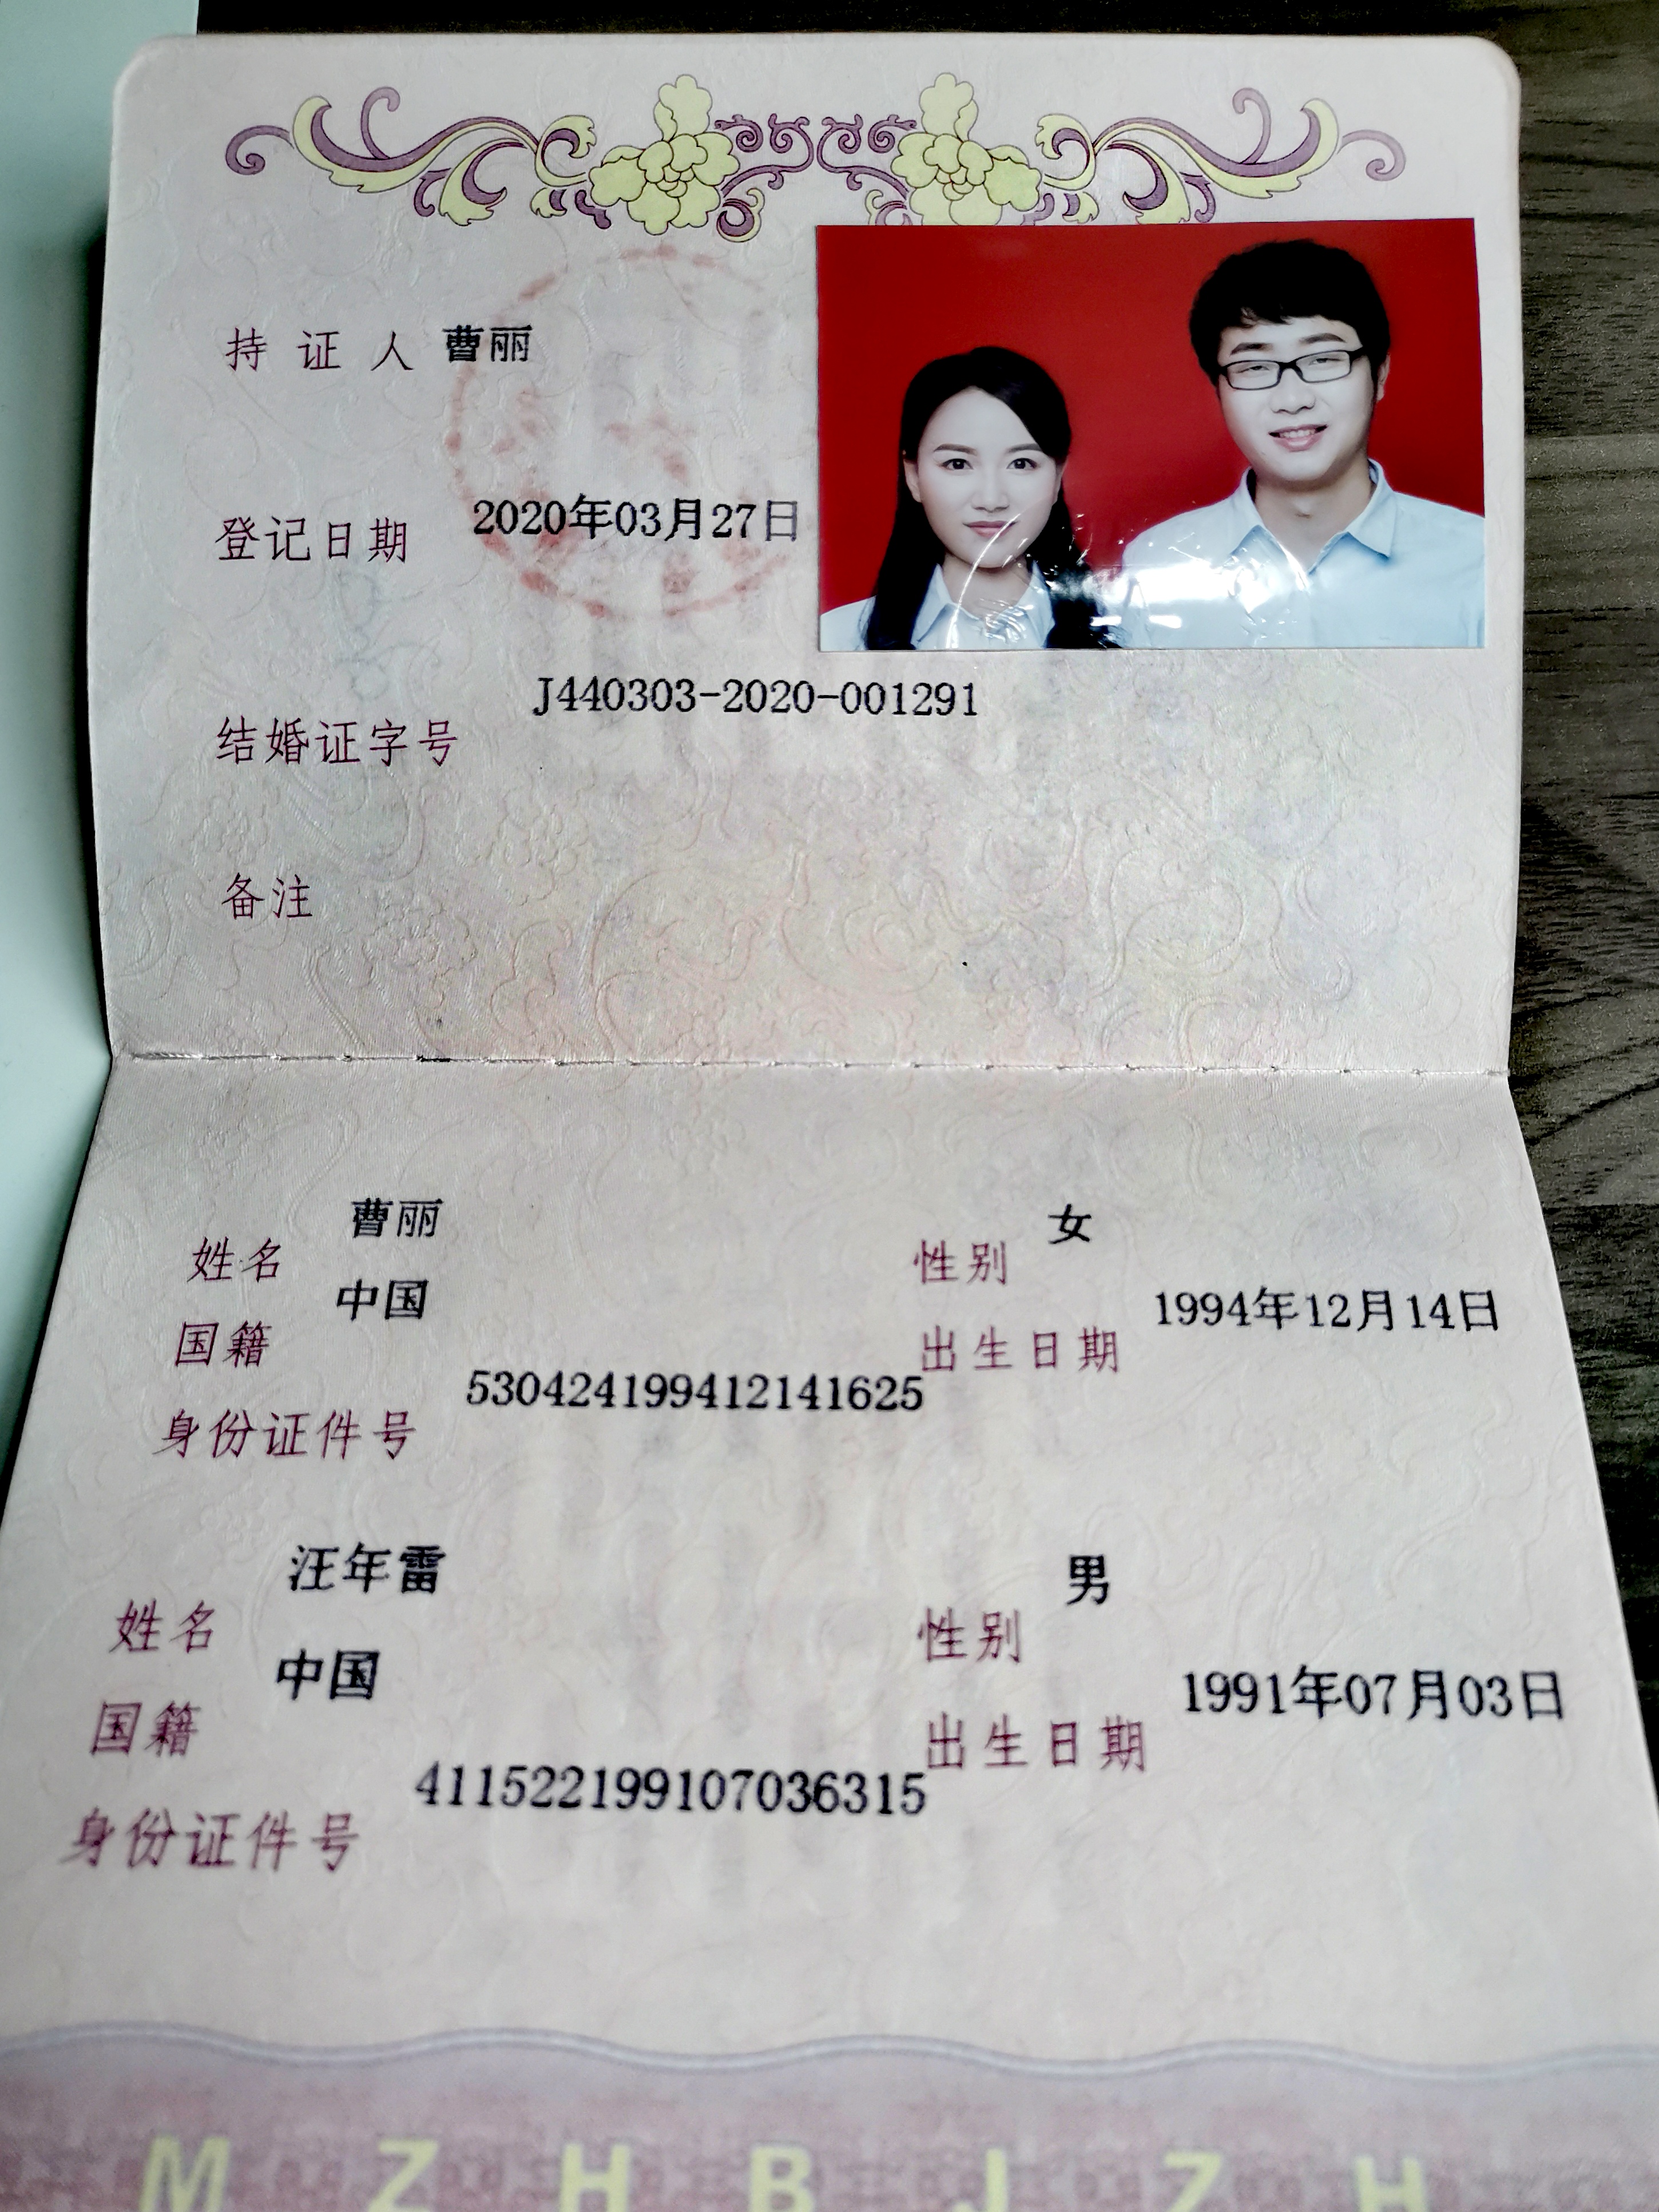 持证人 曹丽
登记日期 2020年03月27日
结婚证字号 J440303-2020-001291
备注
姓名 曹丽 性别 女
国籍 中国 出生日期 1994年12月14日
身份证件号 530424199412141625
姓名 汪年雷 性别 男
国籍 中国 出生日期 1991年07月03日
身份证件号 411522199107036315
M Z H B J Z H